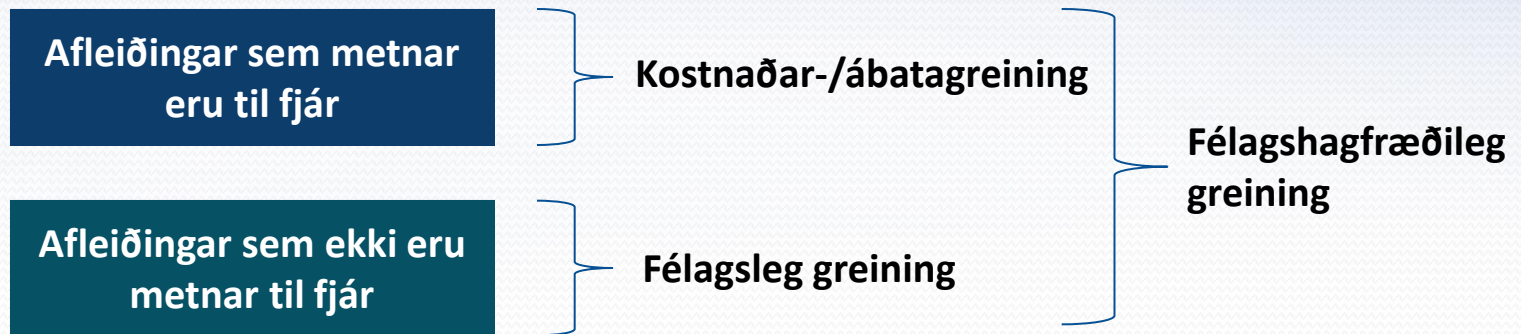 Afleiðingar sem metnar
eru til fjár
Kostnaðar-/ábatagreining
Félagshagfræðileg
greining
Afleiðingar sem ekki eru
metnar til fjár
Félagsleg greining